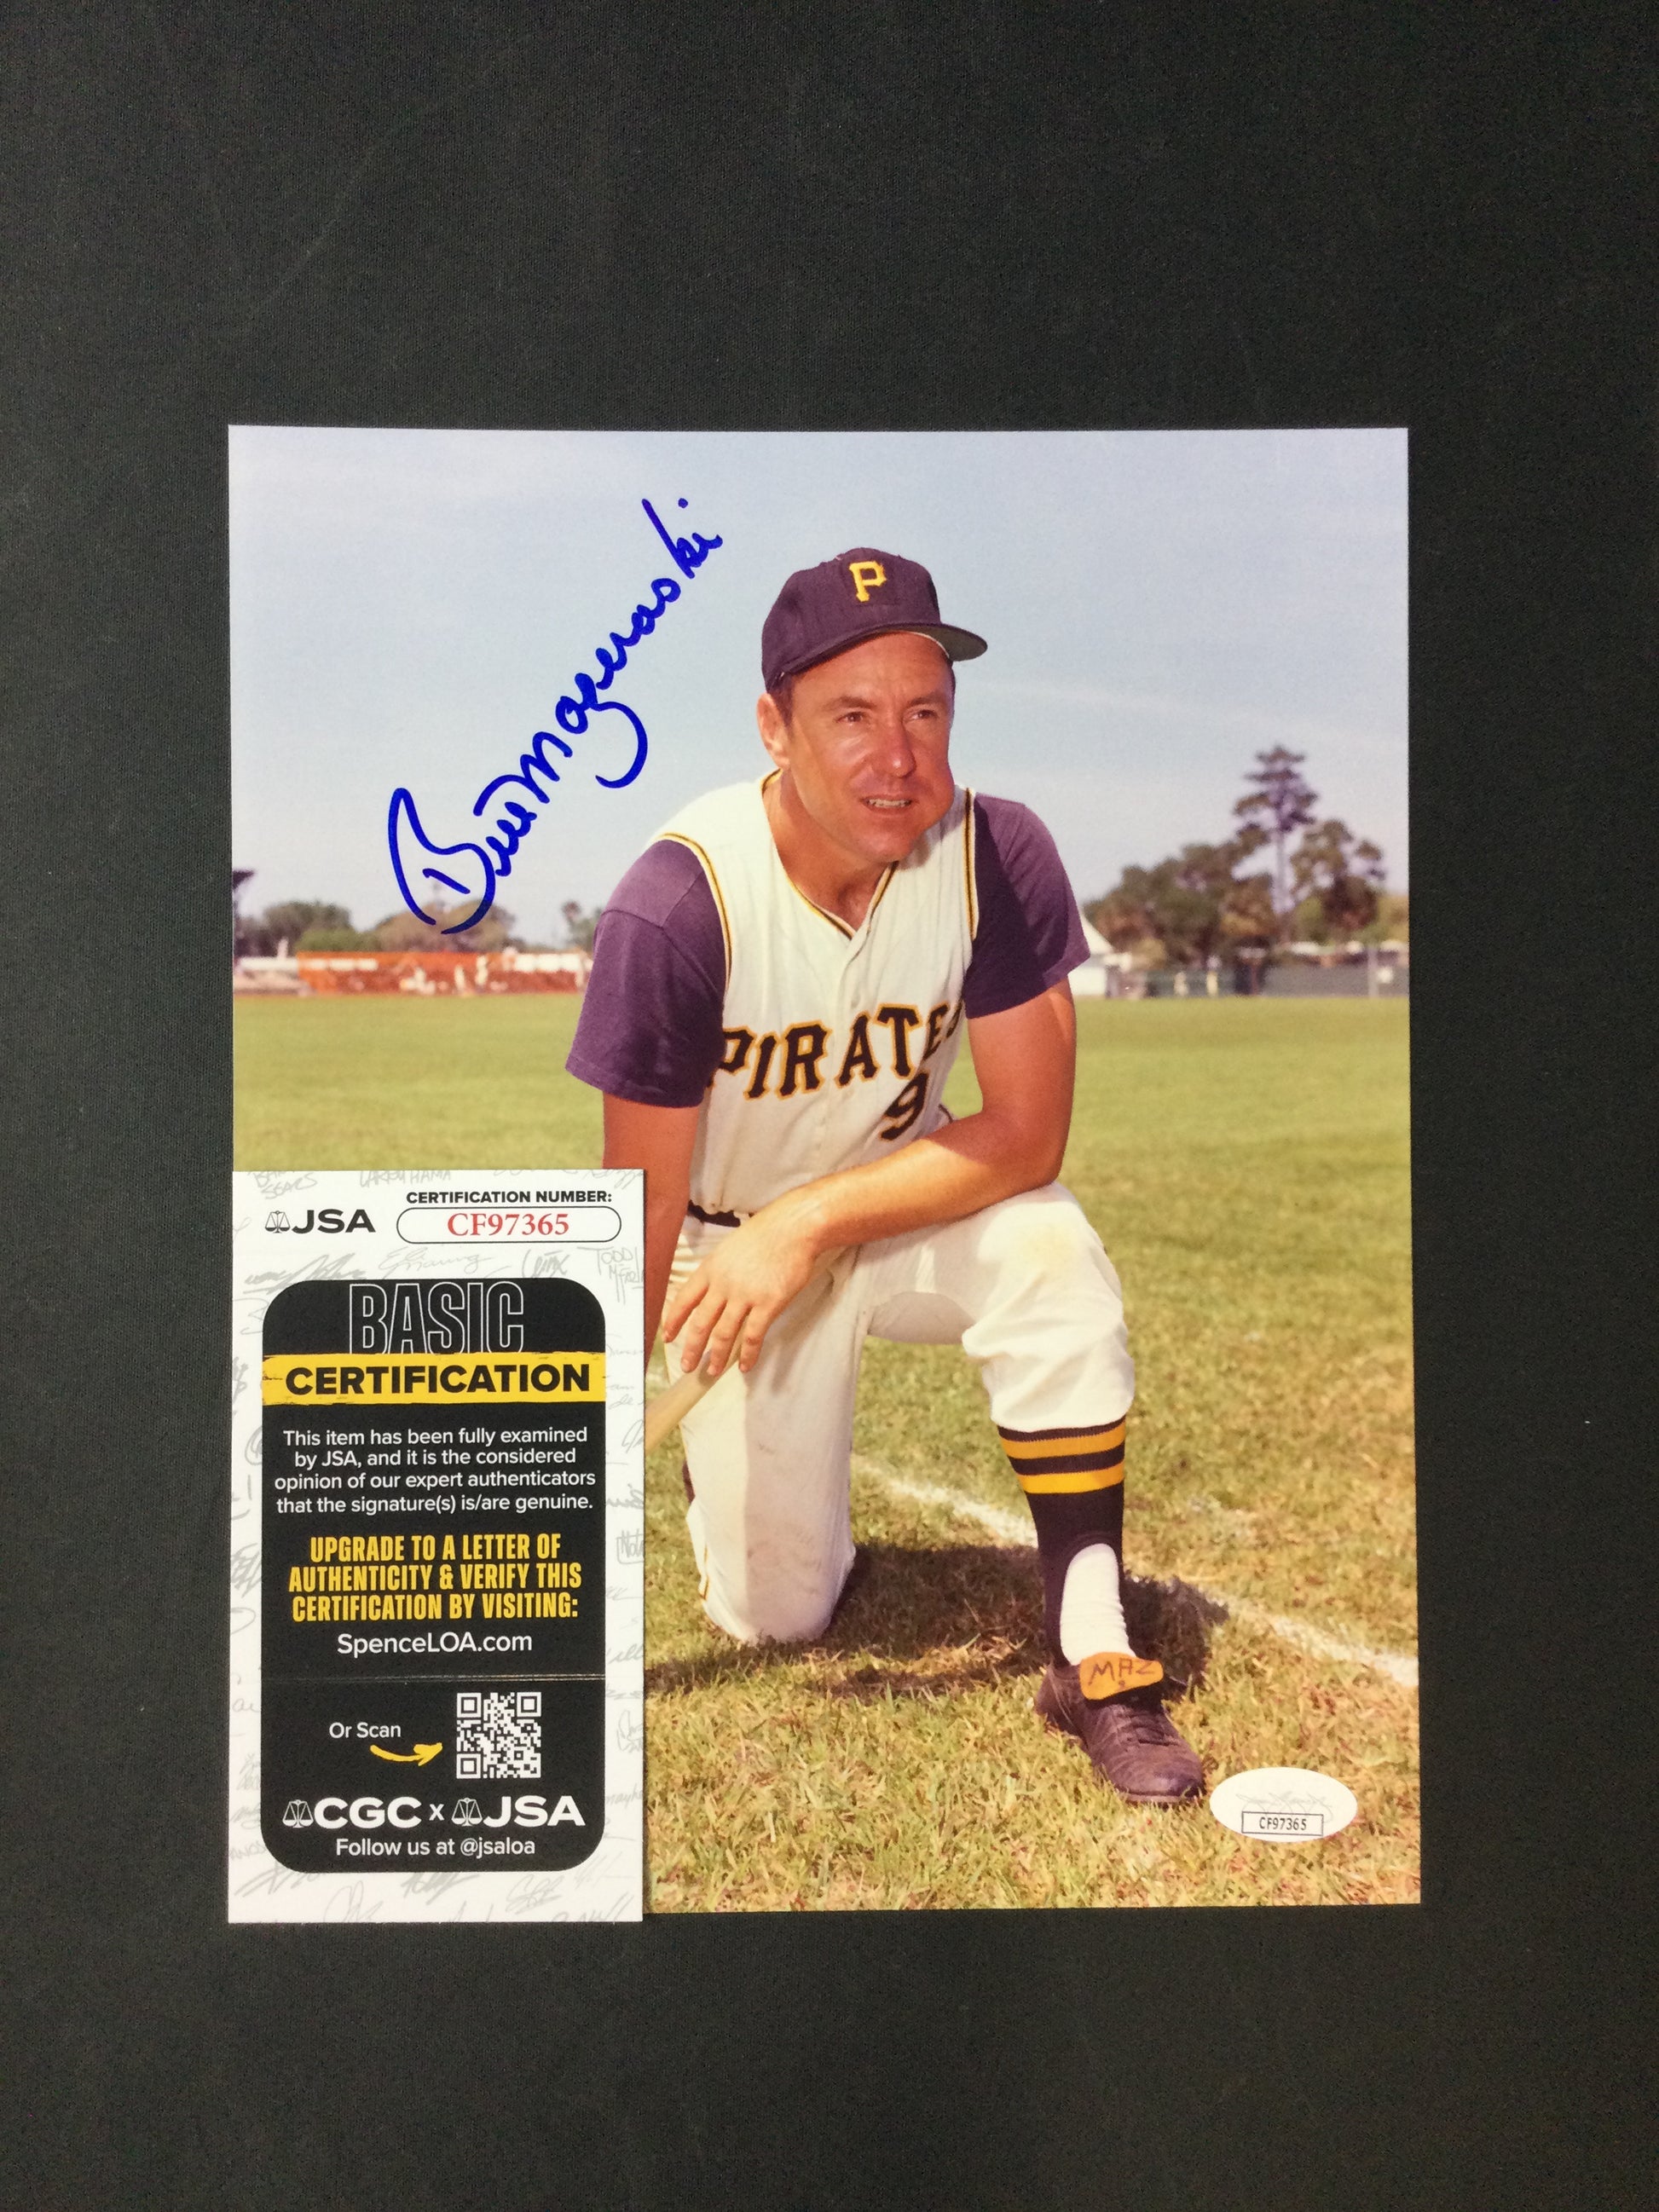 Bill Mazeroski
P
PIRATES
9
MAZ
JSA
CERTIFICATION NUMBER:
CF97365
BASIC
CERTIFICATION
This item has been fully examined
by JSA, and it is the considered
opinion of our expert authenticators
that the signature(s) is/are genuine.
UPGRADE TO A LETTER OF
AUTHENTICITY & VERIFY THIS
CERTIFICATION BY VISITING:
SpenceLOA.com
Or Scan
CGC x JSA
Follow us at @jsaloa
CF97365